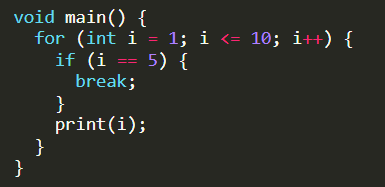 void main() {
  for (int i = 1; i <= 10; i++) {
    if (i == 5) {
      break;
    }
    print(i);
  }
}